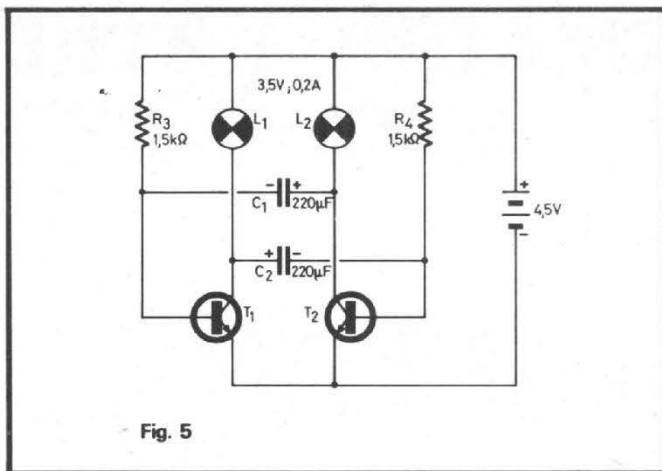 3,5V; 0,2A
R3
1,5kΩ
L1
L2
R4
1,5kΩ
- +
C1 220µF
+
4,5V
-
+ -
C2 220µF
T1
T2
Fig. 5